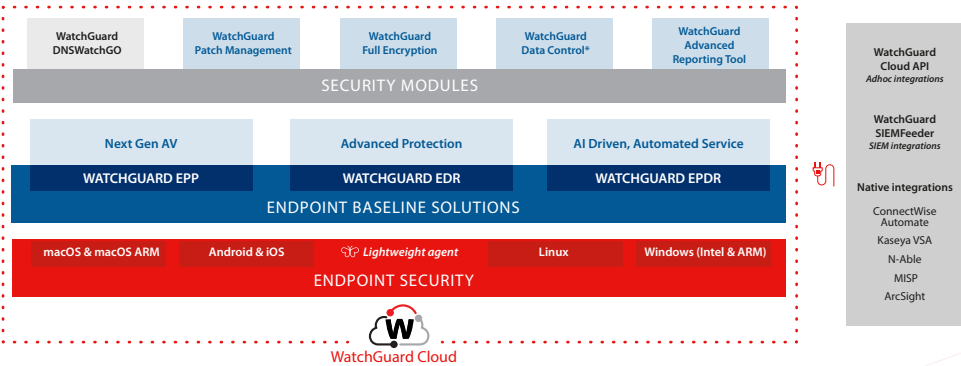 WatchGuard
DNSWatchGO
WatchGuard
Patch Management
WatchGuard
Full Encryption
WatchGuard
Data Control*
WatchGuard
Advanced
Reporting Tool
SECURITY MODULES
Next Gen AV
Advanced Protection
AI Driven, Automated Service
WATCHGUARD EPP
WATCHGUARD EDR
WATCHGUARD EPDR
ENDPOINT BASELINE SOLUTIONS
macOS & macOS ARM
Android & iOS
Lightweight agent
Linux
Windows (Intel & ARM)
ENDPOINT SECURITY
W
WatchGuard Cloud
WatchGuard
Cloud API
Adhoc integrations
WatchGuard
SIEMFeeder
SIEM integrations
Native integrations
ConnectWise
Automate
Kaseya VSA
N-Able
MISP
ArcSight